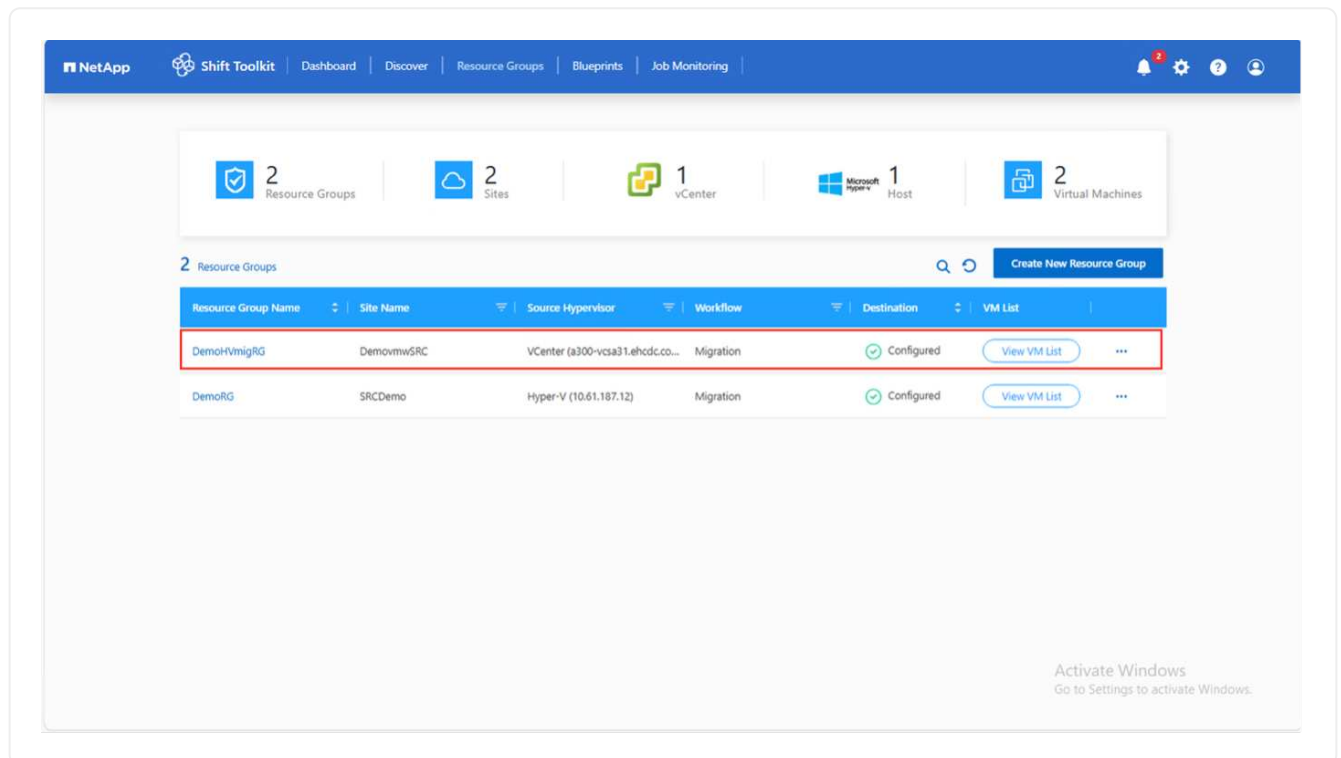 NetApp Shift Toolkit Dashboard Discover Resource Groups Blueprints Job Monitoring 2 ?
2 Resource Groups
2 Sites
1 vCenter
Microsoft Hyper-V 1 Host
2 Virtual Machines
2 Resource Groups Create New Resource Group
Resource Group Name Site Name Source Hypervisor Workflow Destination VM List
DemoHVmigRG DemovmwSRC VCenter (a300-vcsa31.ehcdc.co... Migration Configured View VM List ...
DemoRG SRCDemo Hyper-V (10.61.187.12) Migration Configured View VM List ...
Activate Windows
Go to Settings to activate Windows.